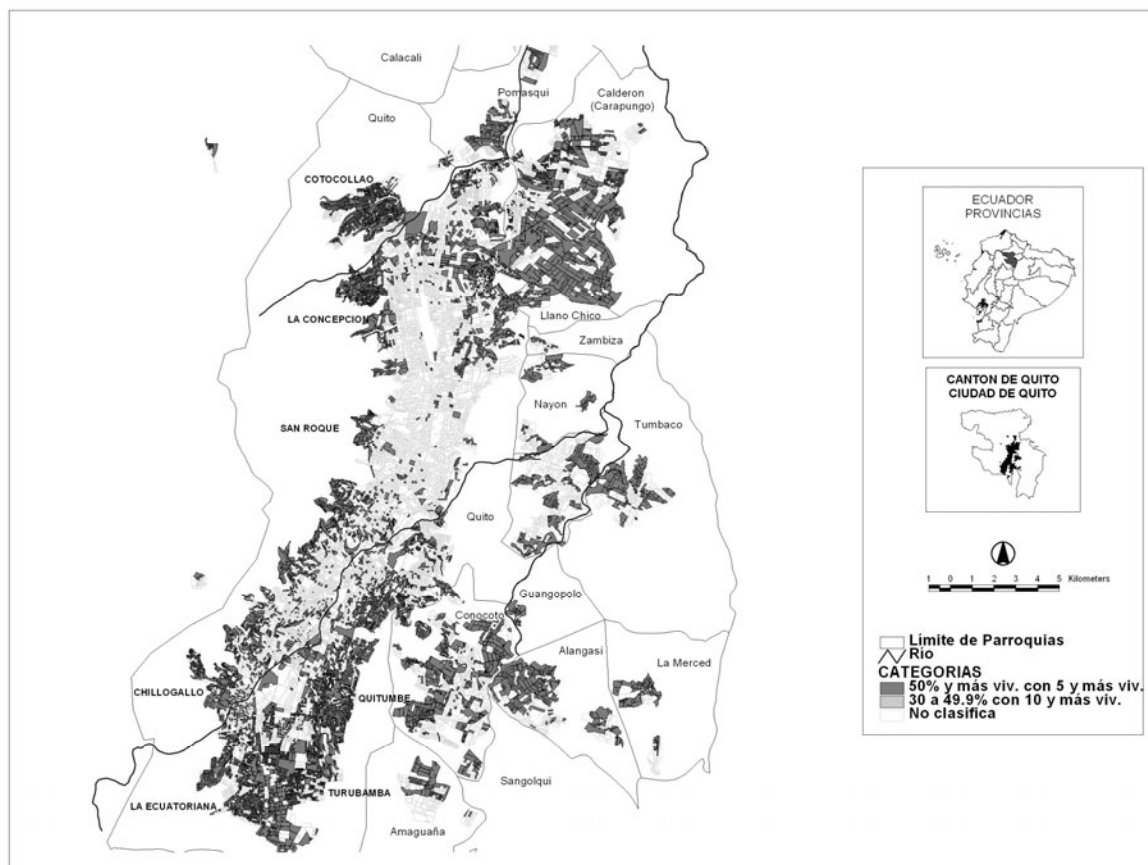 Calacali
Pomasqui
Calderon
(Carapungo)
Quito
COTOCOLLAO
LA CONCEPCION
Llano Chico
Zambiza
Nayon
Tumbaco
SAN ROQUE
Quito
Guangopolo
Conocoto
Alangasi
La Merced
CHILLOGALLO
QUITUMBE
Sangolqui
TURUBAMBA
LA ECUATORIANA
Amaguaña
ECUADOR
PROVINCIAS
CANTON DE QUITO
CIUDAD DE QUITO
1 0 1 2 3 4 5 Kilometers
Límite de Parroquias
Rio
CATEGORIAS
50% y más viv. con 5 y más viv.
30 a 49.9% con 10 y más viv.
No clasifica